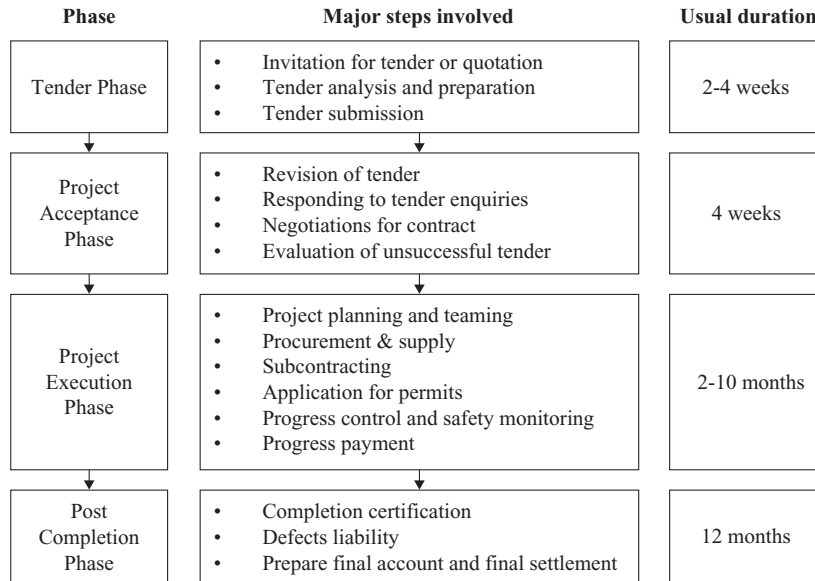 Phase Major steps involved Usual duration
Tender Phase
• Invitation for tender or quotation
• Tender analysis and preparation
• Tender submission
2-4 weeks
Project
Acceptance
Phase
• Revision of tender
• Responding to tender enquiries
• Negotiations for contract
• Evaluation of unsuccessful tender
4 weeks
Project
Execution
Phase
• Project planning and teaming
• Procurement & supply
• Subcontracting
• Application for permits
• Progress control and safety monitoring
• Progress payment
2-10 months
Post
Completion
Phase
• Completion certification
• Defects liability
• Prepare final account and final settlement
12 months